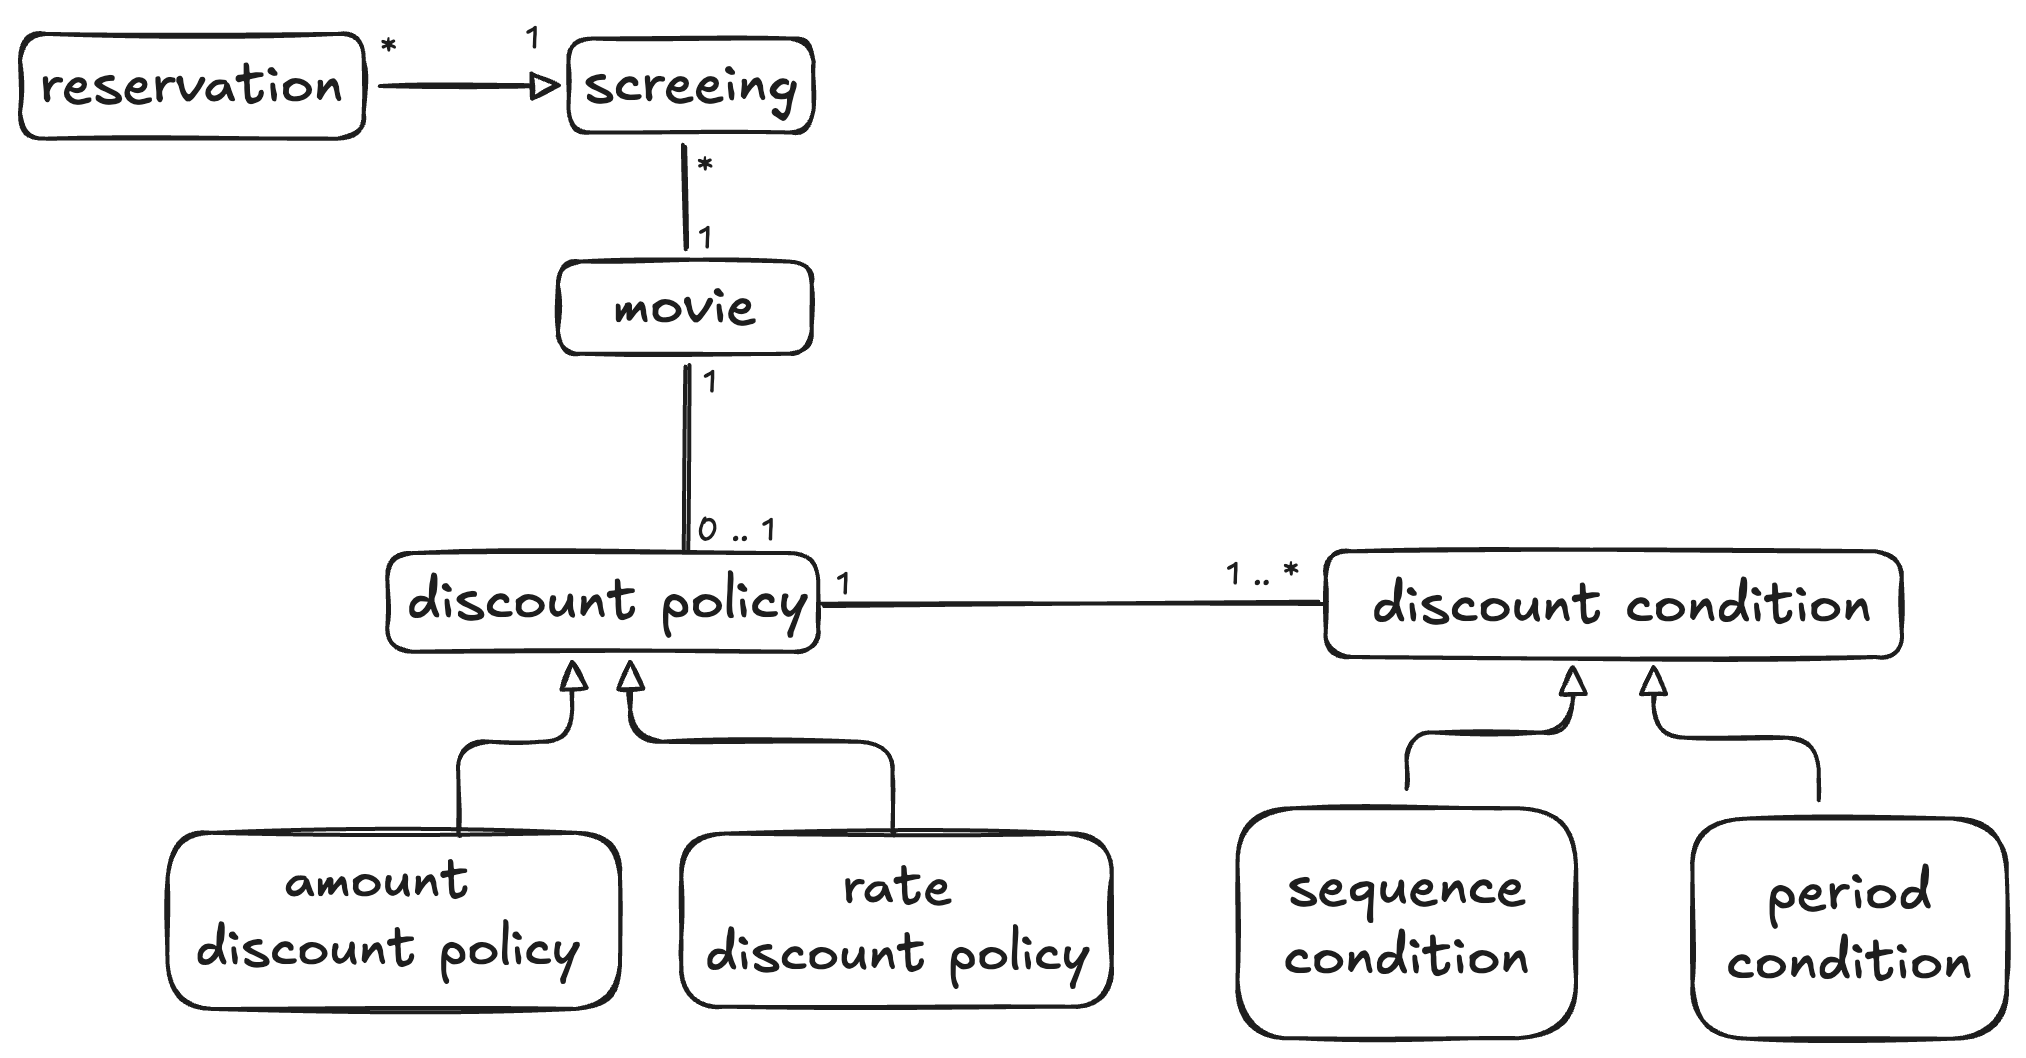 reservation
*
1
screeing
*
1
movie
1
0 .. 1
discount policy
1
1 .. *
discount condition
amount
discount policy
rate
discount policy
sequence
condition
period
condition